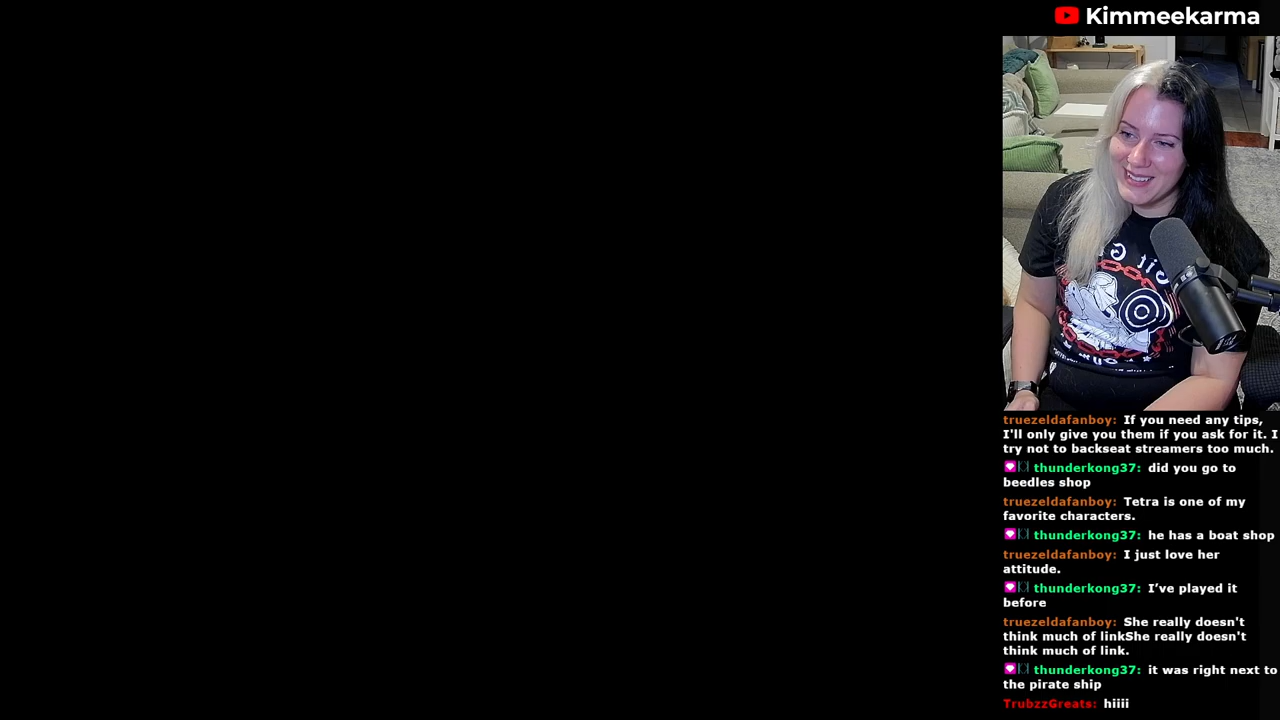 Kimmeekarma
truezeldafanboy: If you need any tips,
I'll only give you them if you ask for it. I
try not to backseat streamers too much.
thunderkong37: did you go to
beedles shop
truezeldafanboy: Tetra is one of my
favorite characters.
thunderkong37: he has a boat shop
truezeldafanboy: I just love her
attitude.
thunderkong37: I’ve played it
before
truezeldafanboy: She really doesn't
think much of linkShe really doesn't
think much of link.
thunderkong37: it was right next to
the pirate ship
TrubzzGreats: hiiii